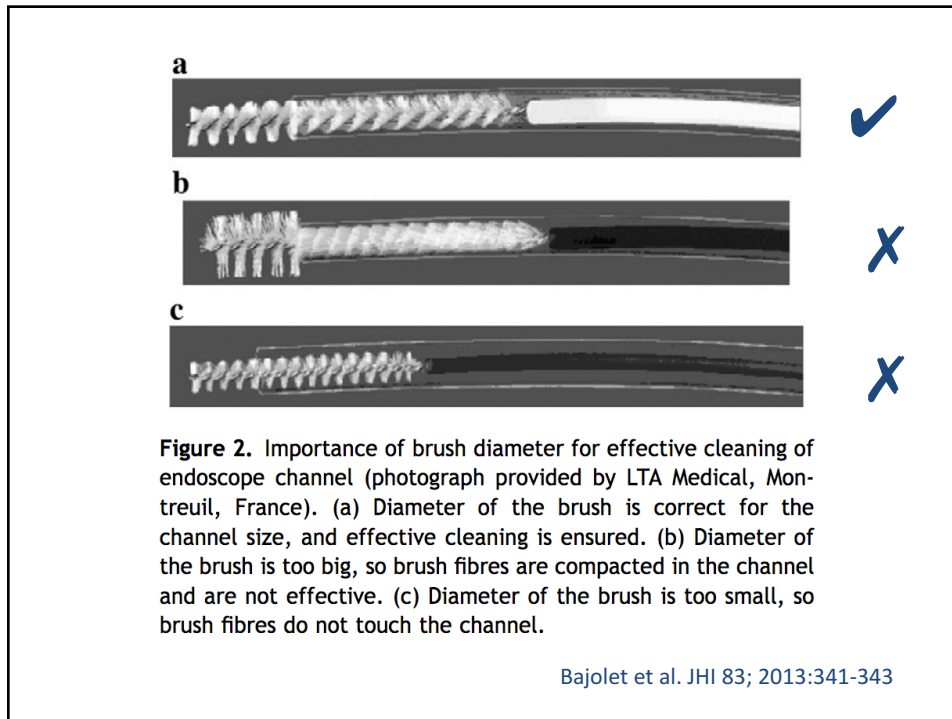 a
b
c
Figure 2. Importance of brush diameter for effective cleaning of
endoscope channel (photograph provided by LTA Medical, Mon-
treuil, France). (a) Diameter of the brush is correct for the
channel size, and effective cleaning is ensured. (b) Diameter of
the brush is too big, so brush fibres are compacted in the channel
and are not effective. (c) Diameter of the brush is too small, so
brush fibres do not touch the channel.
Bajolet et al. JHI 83; 2013:341-343